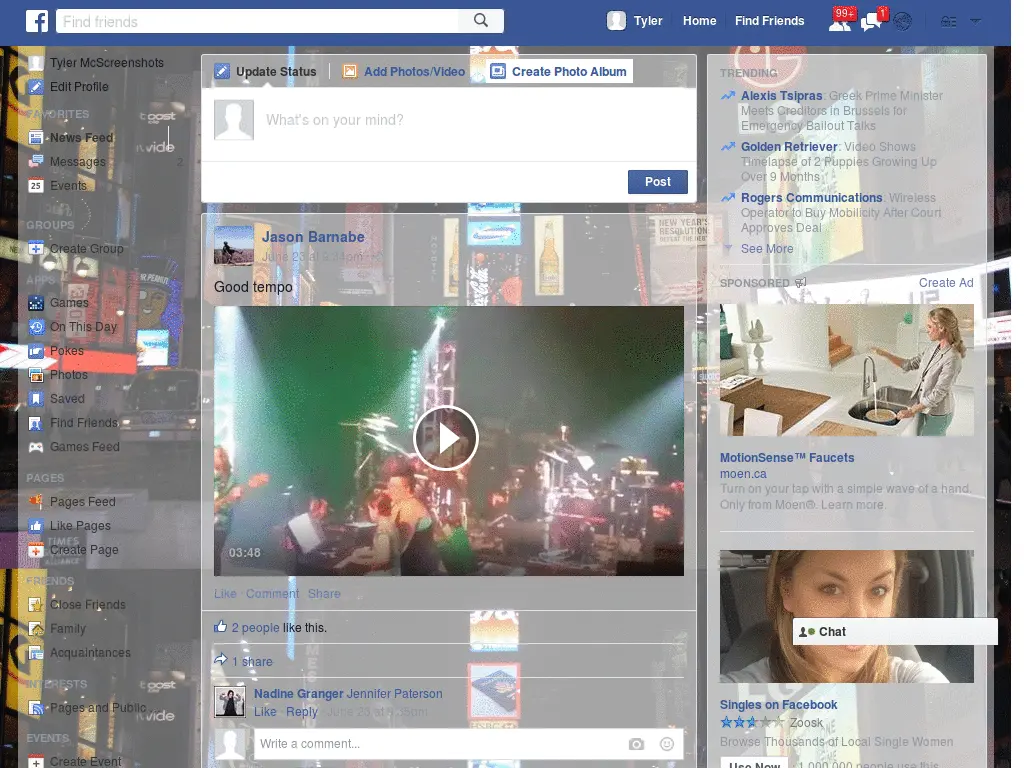 Find friends
Tyler
Home
Find Friends
99+
1
Tyler McScreenshots
Edit Profile
FAVORITES
News Feed
Messages
2
Events
25
GROUPS
Create Group
APPS
Games
On This Day
Pokes
Photos
Saved
Find Friends
Games Feed
PAGES
Pages Feed
Like Pages
Create Page
FRIENDS
Close Friends
Family
Acquaintances
INTERESTS
Pages and Public ...
EVENTS
Create Event
Update Status
Add Photos/Video
Create Photo Album
What's on your mind?
Post
NEW YEAR'S
RESOLUTION
Jason Barnabe
June 23 at 9:34pm
Good tempo
03:48
Like · Comment · Share
2 people like this.
1 share
Nadine Granger Jennifer Paterson
Like · Reply · June 23 at 9:35pm
Write a comment...
TRENDING
Alexis Tsipras: Greek Prime Minister
Meets Creditors in Brussels for
Emergency Bailout Talks
Golden Retriever: Video Shows
Timelapse of 2 Puppies Growing Up
Over 9 Months
Rogers Communications: Wireless
Operator to Buy Mobilicity After Court
Approves Deal
See More
SPONSORED
Create Ad
MotionSense™ Faucets
moen.ca
Turn on your tap with a simple wave of a hand.
Only from Moen®. Learn more.
Chat
Singles on Facebook
Zoosk
Browse Thousands of Local Single Women
Use Now
1,000,000 people use this